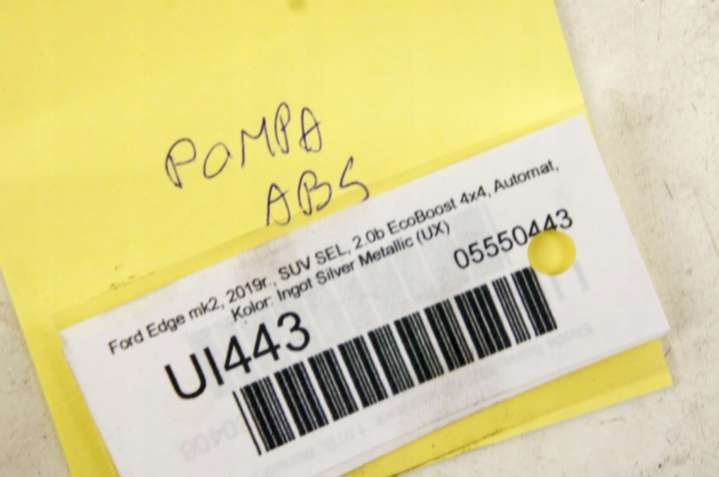 POMPA
ABS
Ford Edge mk2, 2019r., SUV SEL, 2.0b EcoBoost 4x4, Automat,
Kolor: Ingot Silver Metallic (UX)
05550443
UI443